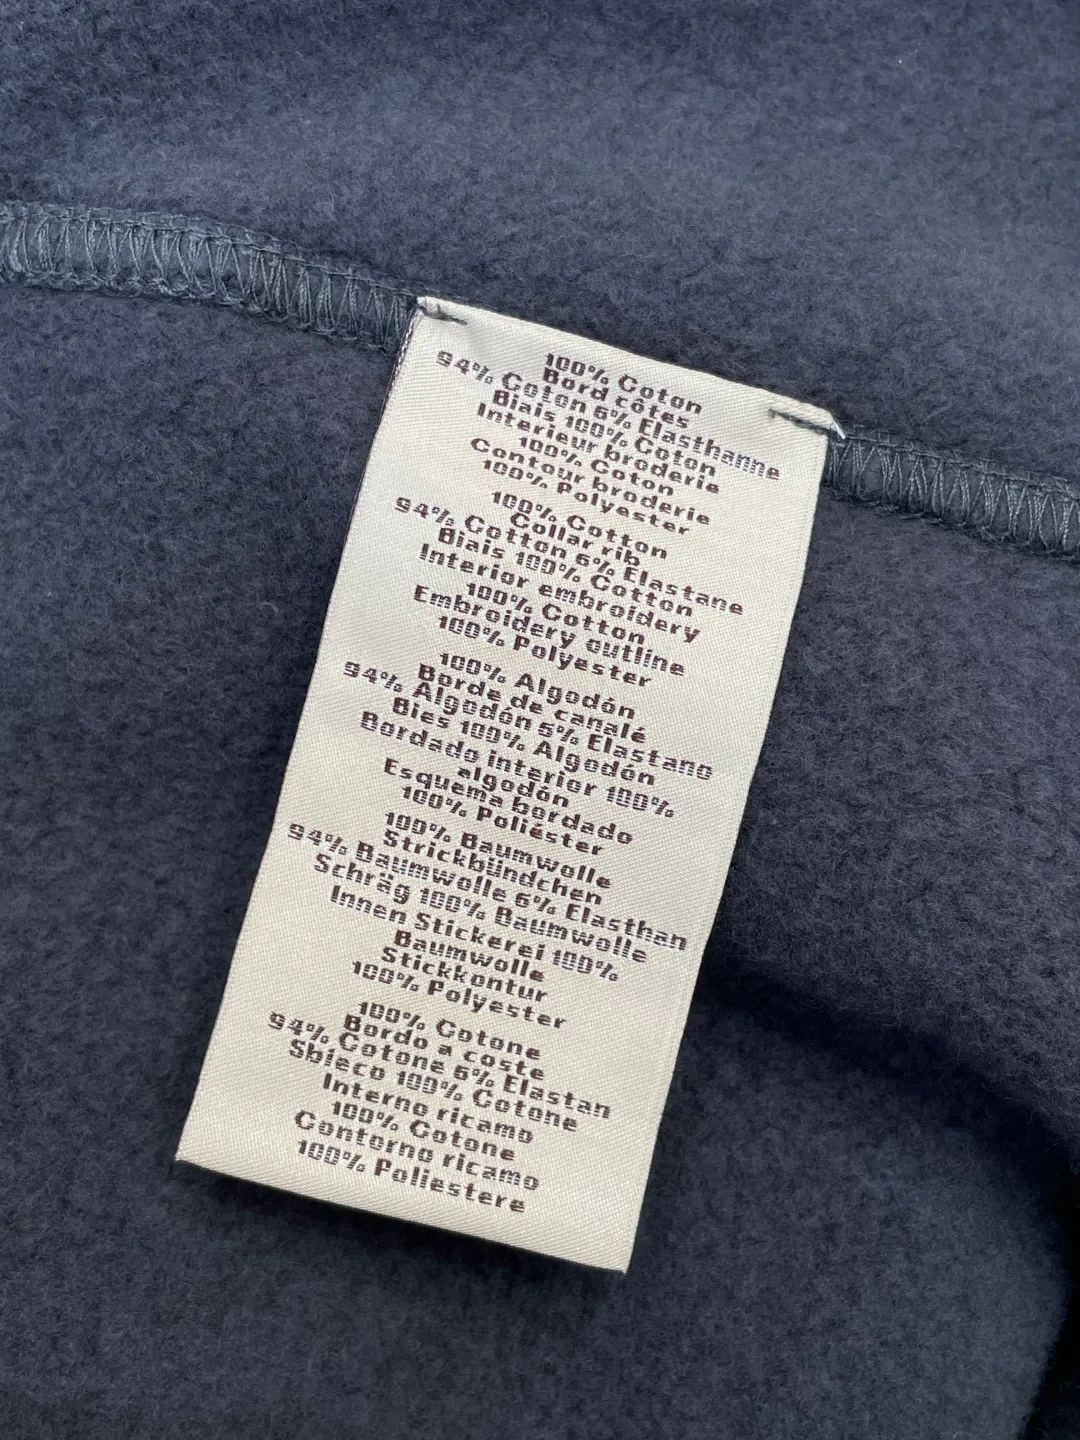 100% Coton
Bord côtes
94% Coton 6% Elasthanne
Biais 100% Coton
Interieur broderie
100% Coton
Contour broderie
100% Polyester
100% Cotton
Collar rib
94% Cotton 6% Elastane
Biais 100% Cotton
Interior embroidery
100% Cotton
Embroidery outline
100% Polyester
100% Algodón
Borde de canalé
94% Algodón 6% Elastano
Bies 100% Algodón
Bordado interior 100%
algodón
Esquema bordado
100% Poliéster
100% Baumwolle
Strickbündchen
94% Baumwolle 6% Elasthan
Schräg 100% Baumwolle
Innen Stickerei 100%
Baumwolle
Stickkontur
100% Polyester
100% Cotone
Bordo a coste
94% Cotone 6% Elastan
Sbieco 100% Cotone
Interno ricamo
100% Cotone
Contorno ricamo
100% Poliestere